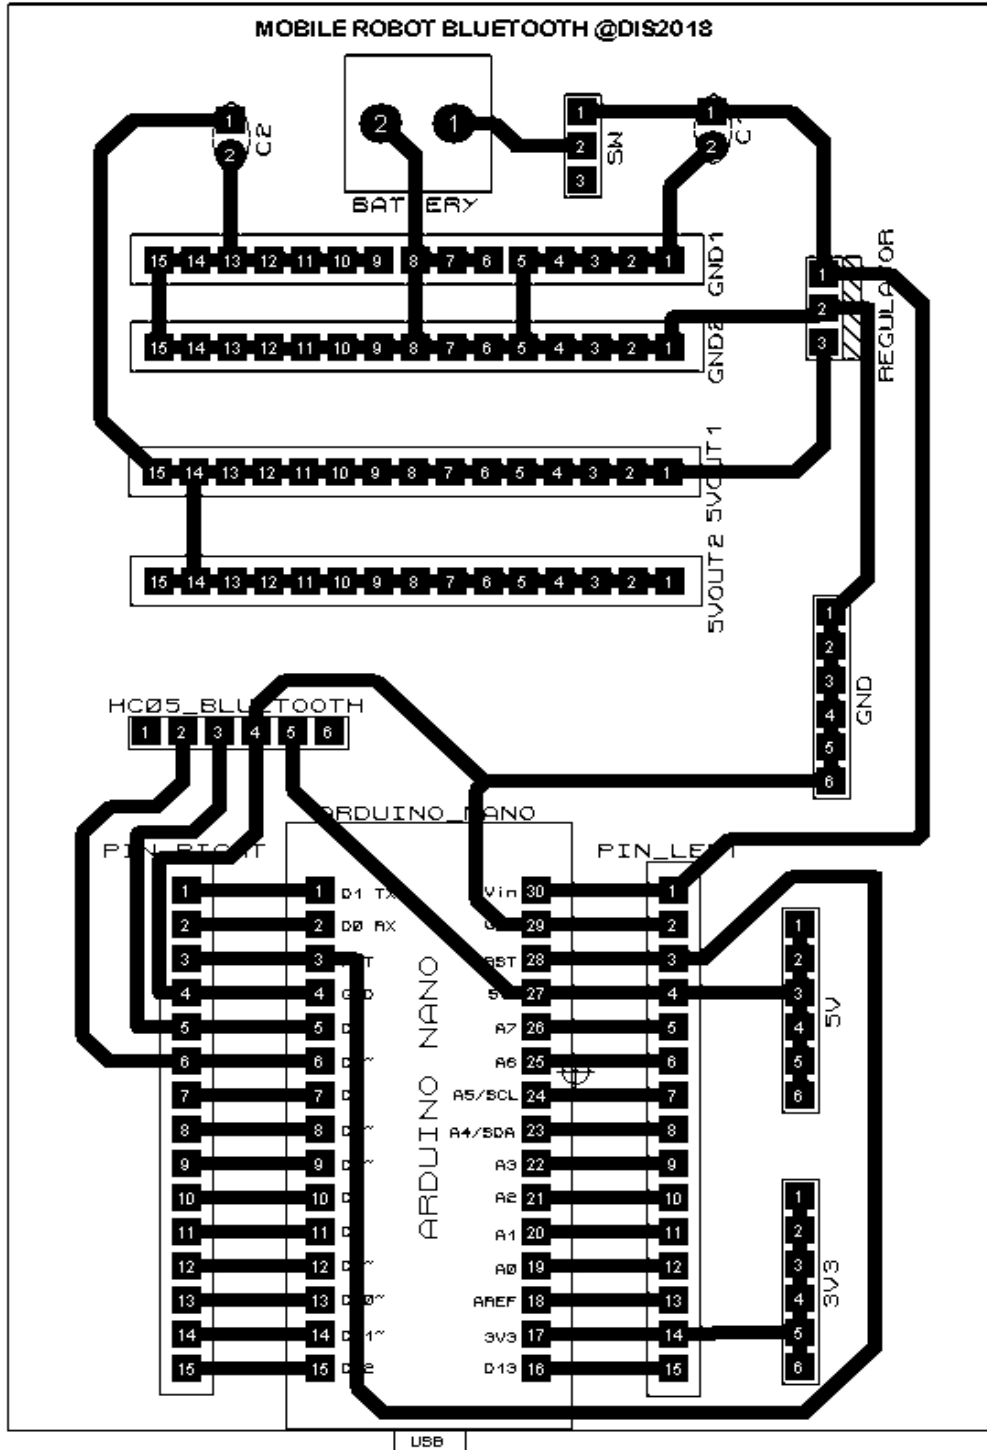 MOBILE ROBOT BLUETOOTH @DIS2018
1
2
C2
2
1
BATTERY
1
2
3
SW
1
2
15 14 13 12 11 10 9 8 7 6 5 4 3 2 1
GND1
15 14 13 12 11 10 9 8 7 6 5 4 3 2 1
GND2
1
2
3
REGULATOR
15 14 13 12 11 10 9 8 7 6 5 4 3 2 1
5VOUT1
15 14 13 12 11 10 9 8 7 6 5 4 3 2 1
5VOUT2
1
2
3
4
5
6
GND
HC05_BLUETOOTH
1 2 3 4 5 6
ARDUINO_NANO
PIN_RIGHT
PIN_LEFT
1 1 D1 TX Vin 30 1
2 2 D0 RX 29 2
3 3 RST 28 3
4 4 GND 27 4
5 5 A7 26 5
6 6 A6 25 6
7 7 A5/SCL 24 7
8 8 A4/SDA 23 8
9 9 A3 22 9
10 10 A2 21 10
11 11 A1 20 11
12 12 A0 19 12
13 13 AREF 18 13
14 14 3V3 17 14
15 15 D13 16 15
ARDUINO NANO
1
2
3
4
5
6
5V
1
2
3
4
5
6
3V3
USB